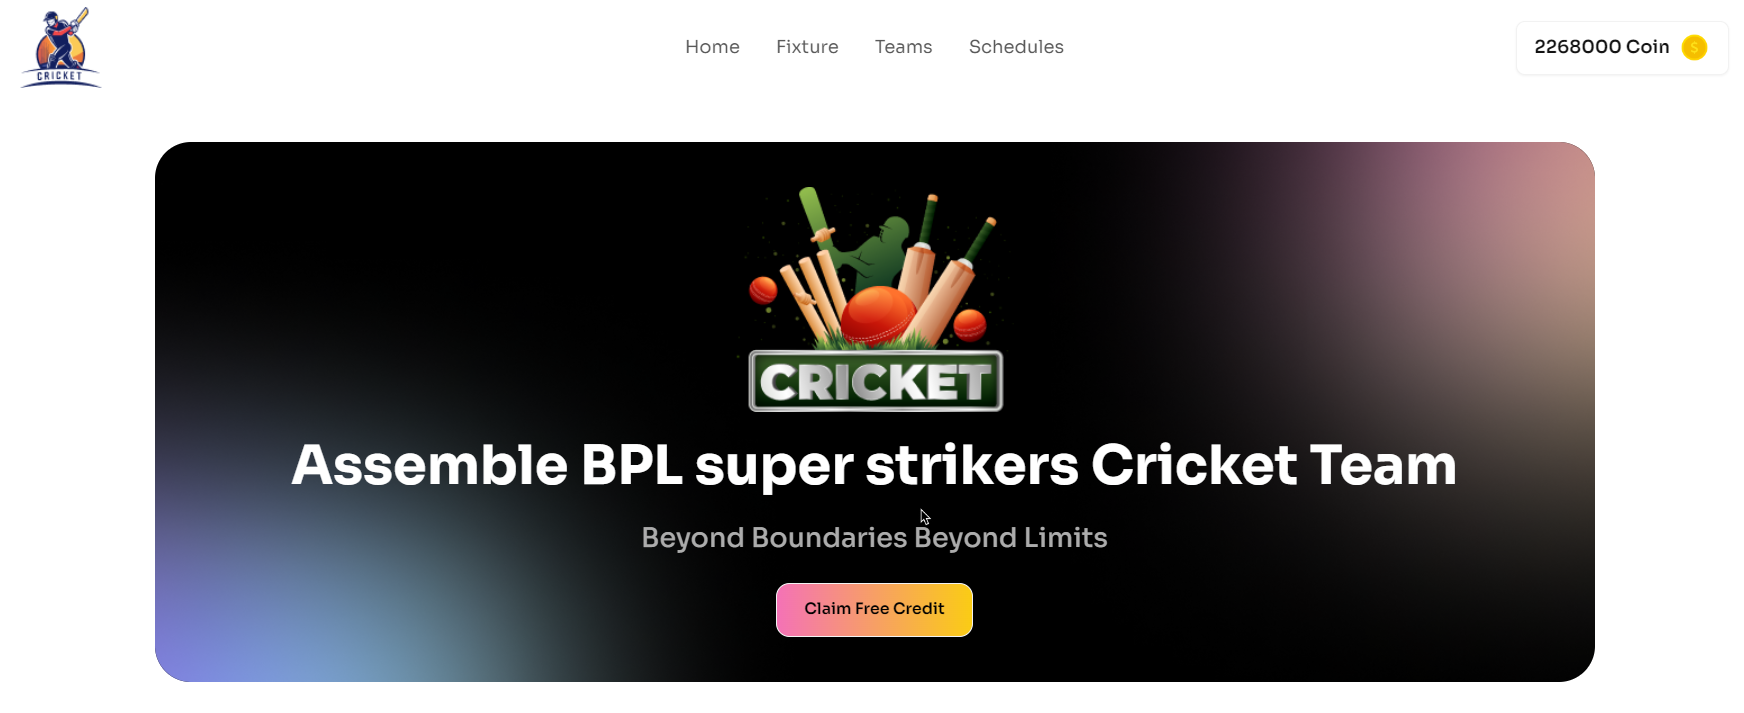 CRICKET
Home Fixture Teams Schedules
2268000 Coin $
CRICKET
Assemble BPL super strikers Cricket Team
Beyond Boundaries Beyond Limits
Claim Free Credit